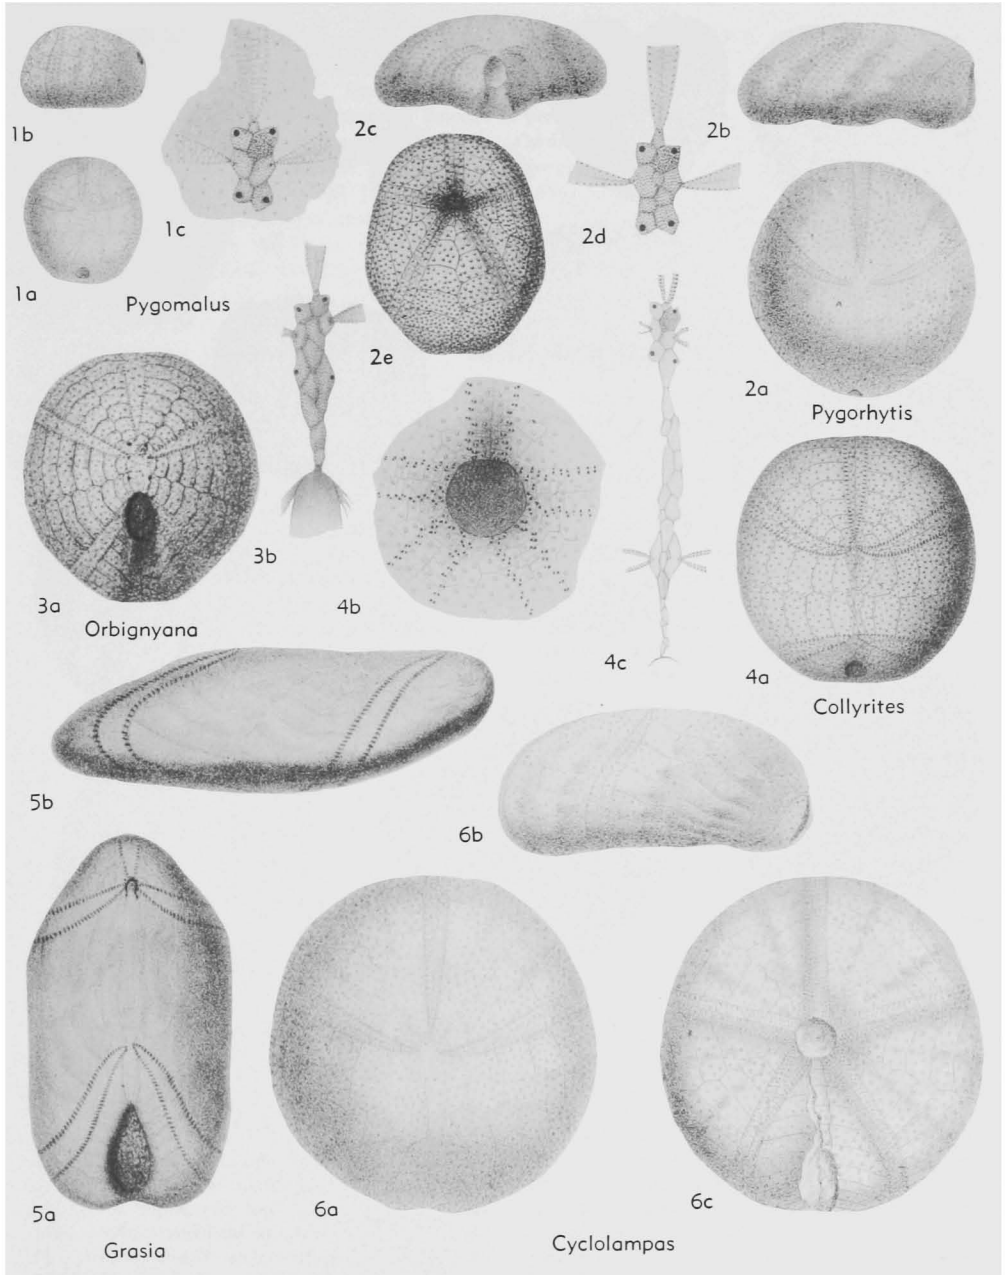 1b
2c
2b
1c
2d
1a
Pygomalus
2e
2a
Pygorhytis
3b
3a
4b
Orbignyana
4c
4a
Collyrites
5b
6b
5a
6a
6c
Grasia
Cyclolampas